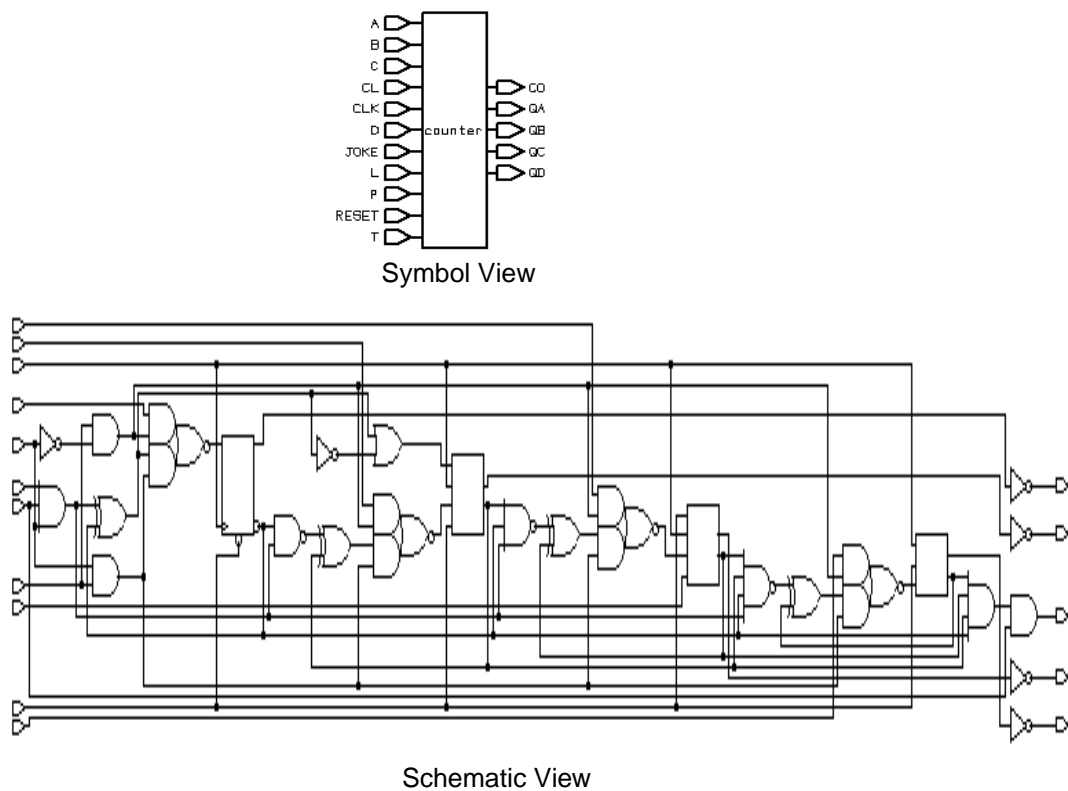 A
B
C
CL
CLK
D
JOKE
L
P
RESET
T
counter
CO
QA
QB
QC
QD
Symbol View
Schematic View